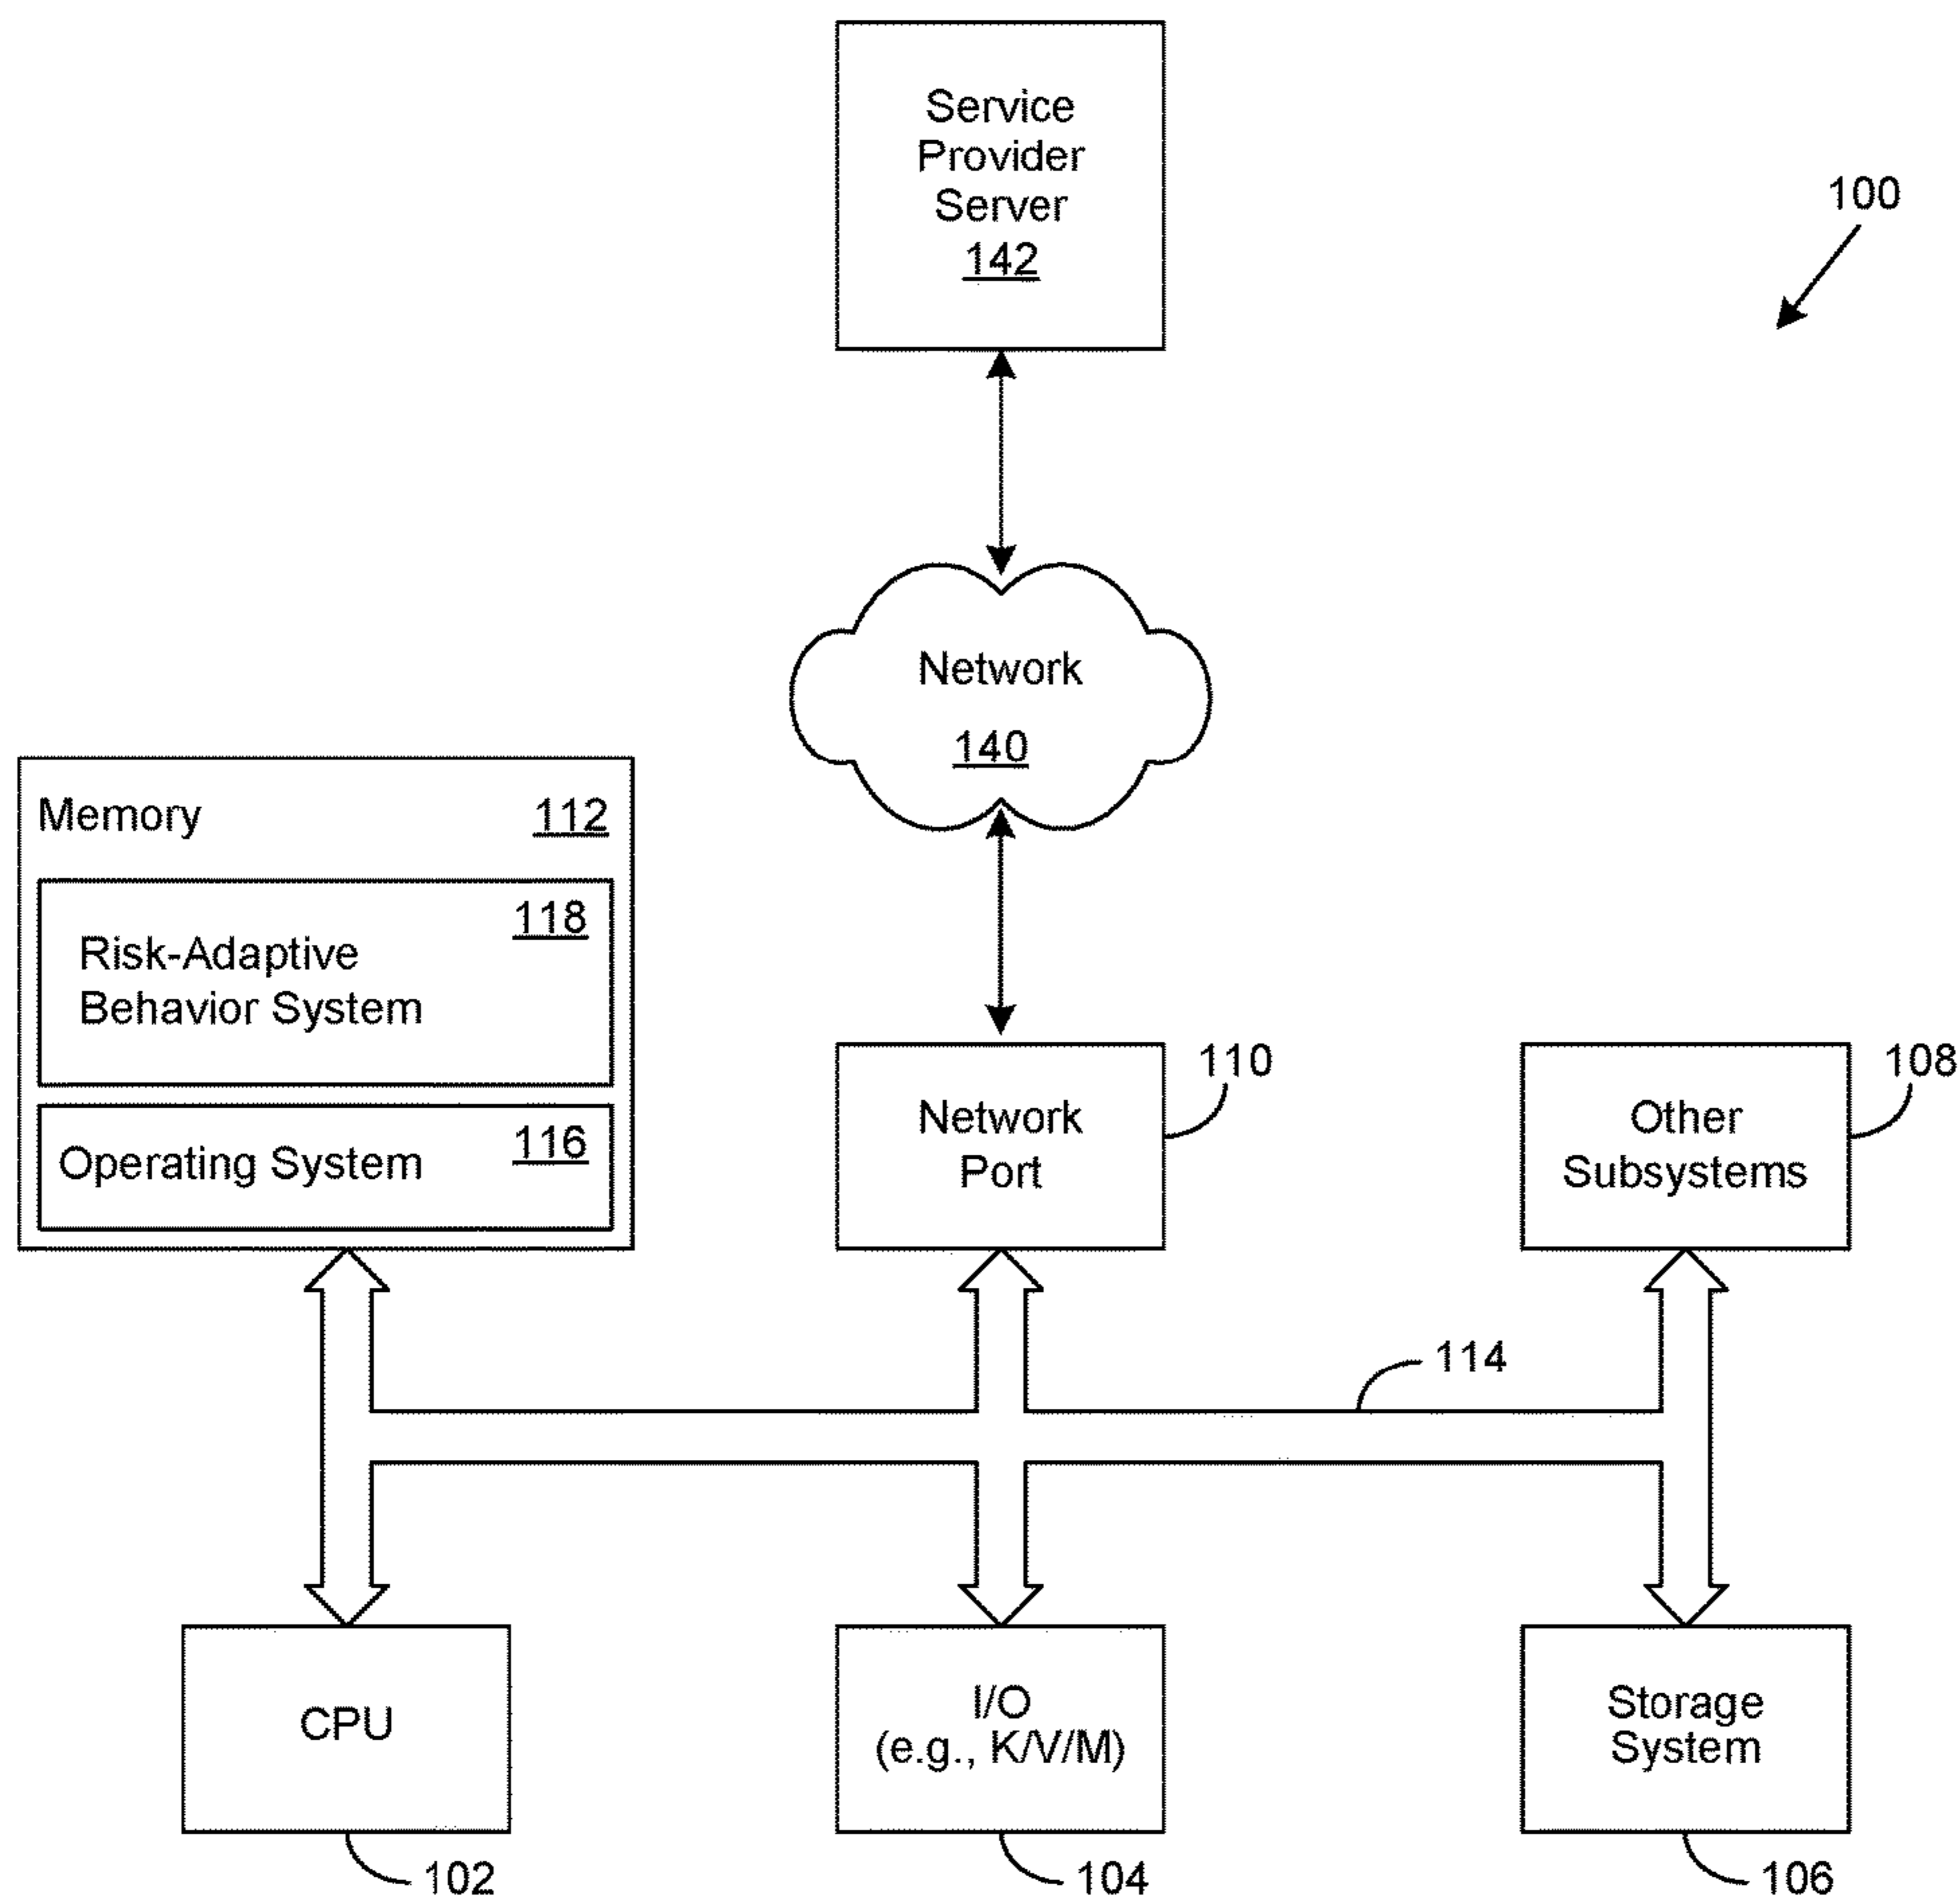 Service
Provider
Server
142
100
Network
140
Memory 112
118
Risk-Adaptive
Behavior System
Operating System 116
Network
Port
110
Other
Subsystems
108
114
CPU
102
I/O
(e.g., K/V/M)
104
Storage
System
106